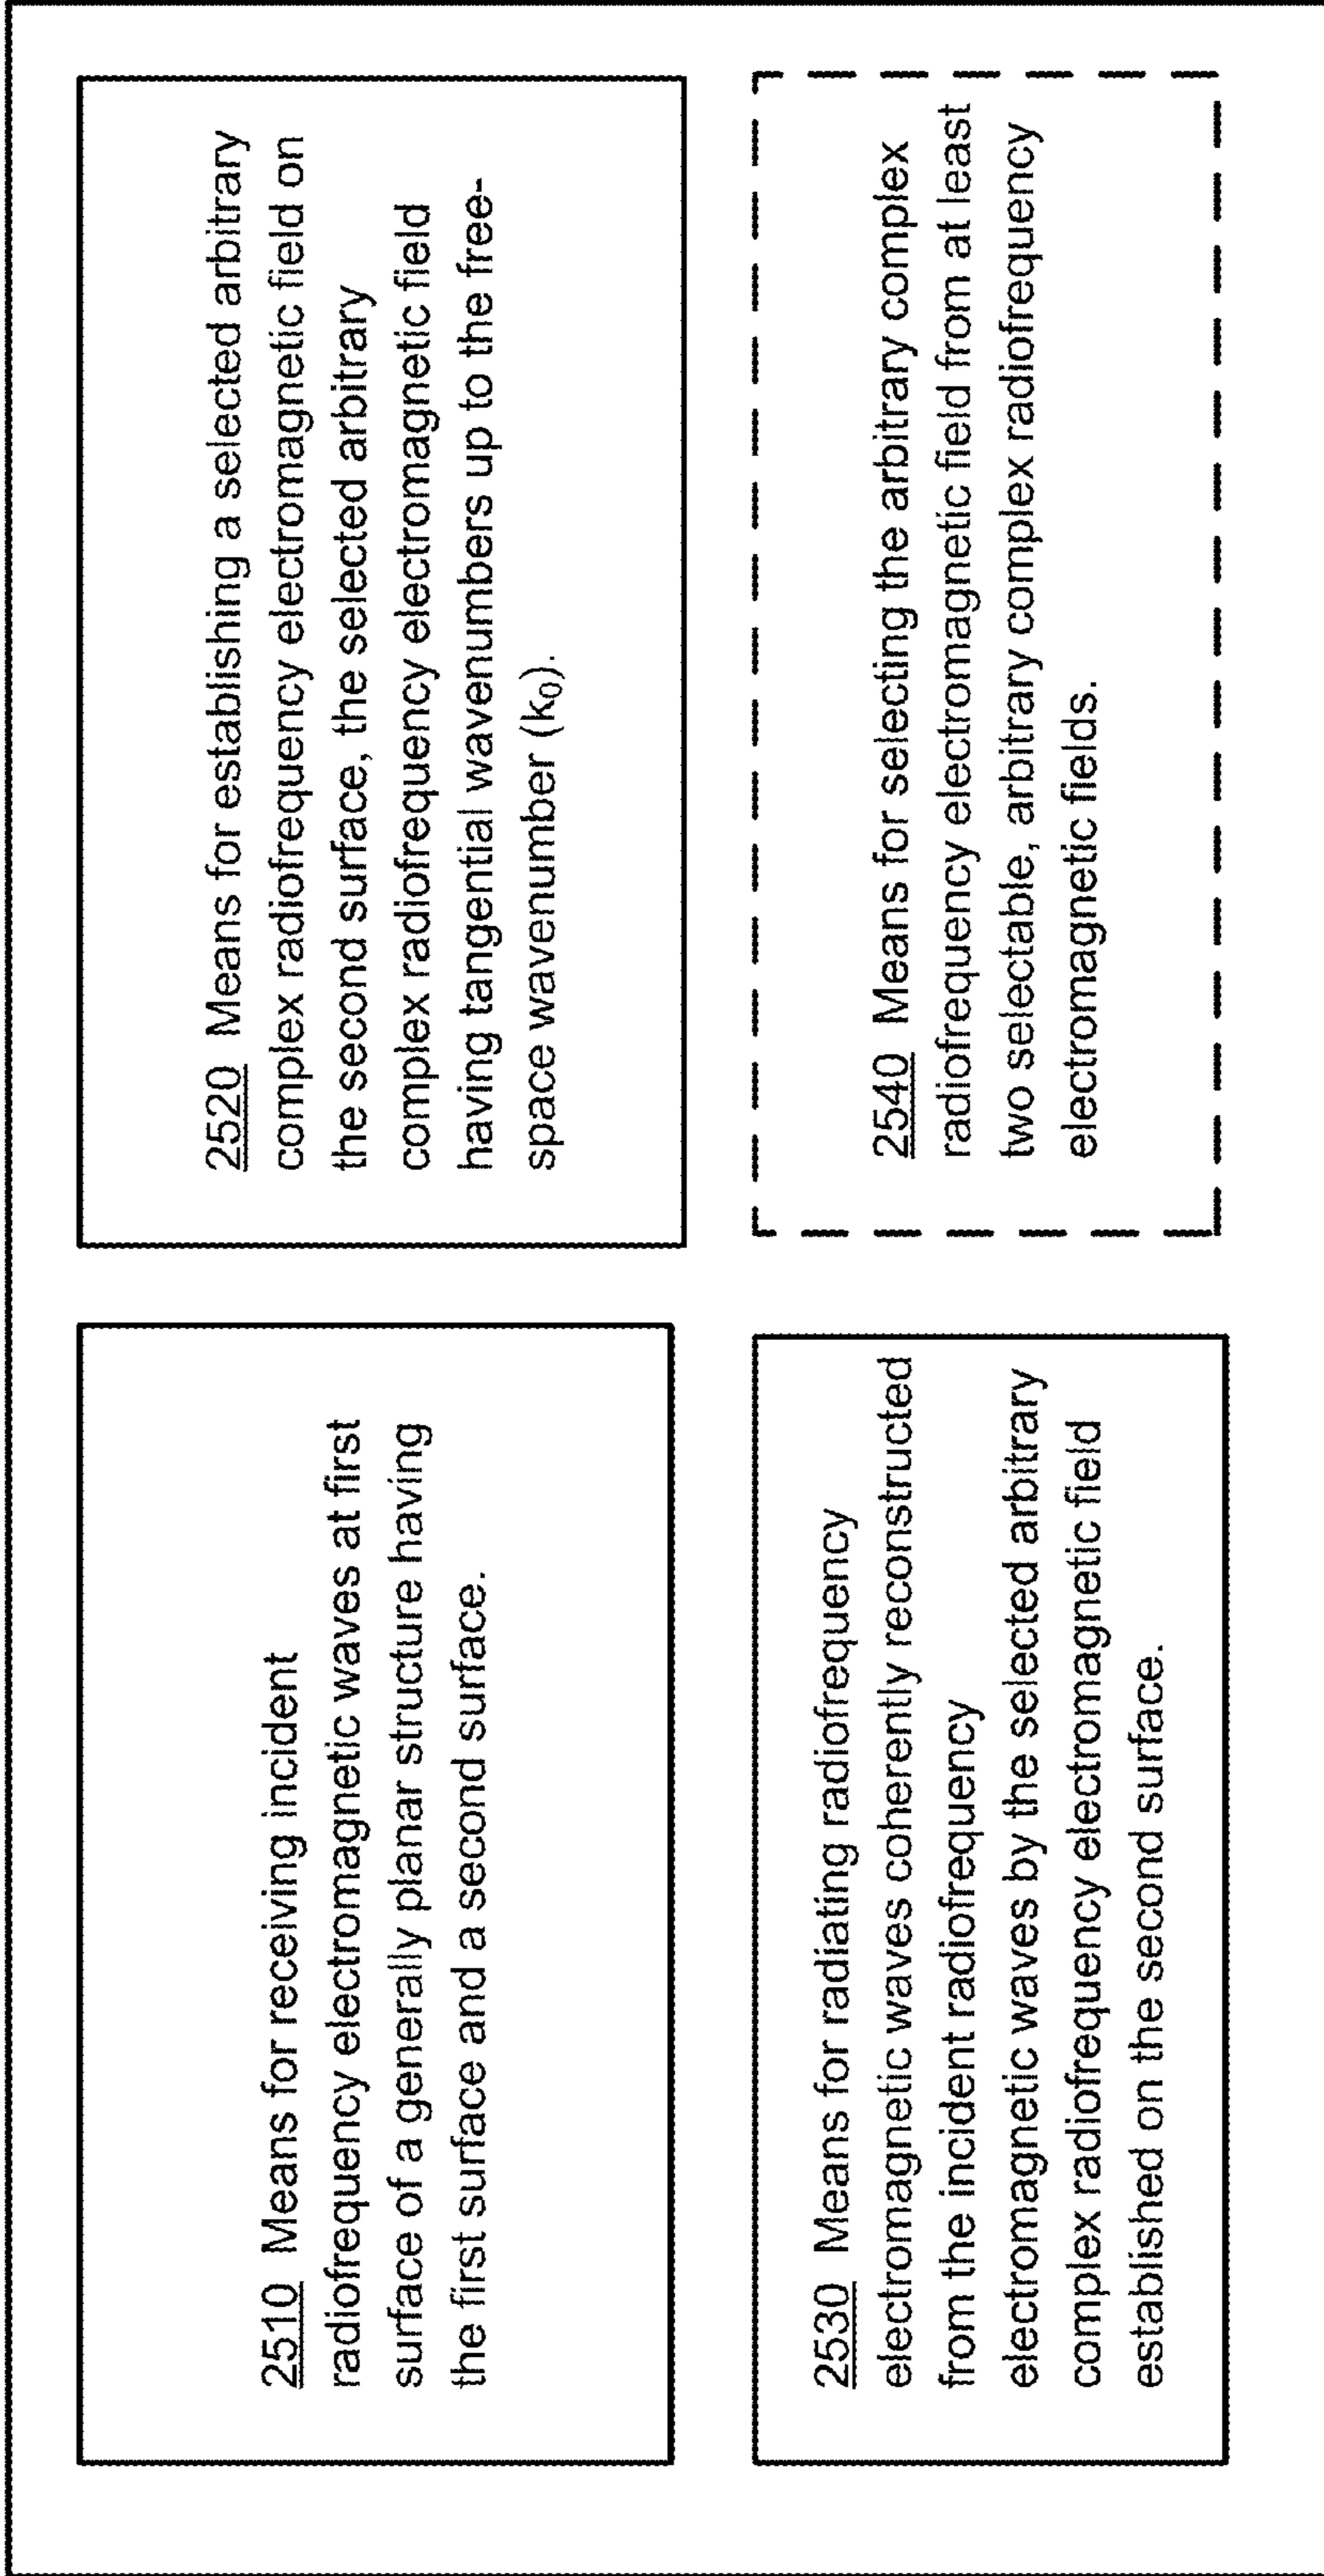 2510 Means for receiving incident
radiofrequency electromagnetic waves at first
surface of a generally planar structure having
the first surface and a second surface.
2520 Means for establishing a selected arbitrary
complex radiofrequency electromagnetic field on
the second surface, the selected arbitrary
complex radiofrequency electromagnetic field
having tangential wavenumbers up to the free-
space wavenumber (k₀).
2530 Means for radiating radiofrequency
electromagnetic waves coherently reconstructed
from the incident radiofrequency
electromagnetic waves by the selected arbitrary
complex radiofrequency electromagnetic field
established on the second surface.
2540 Means for selecting the arbitrary complex
radiofrequency electromagnetic field from at least
two selectable, arbitrary complex radiofrequency
electromagnetic fields.